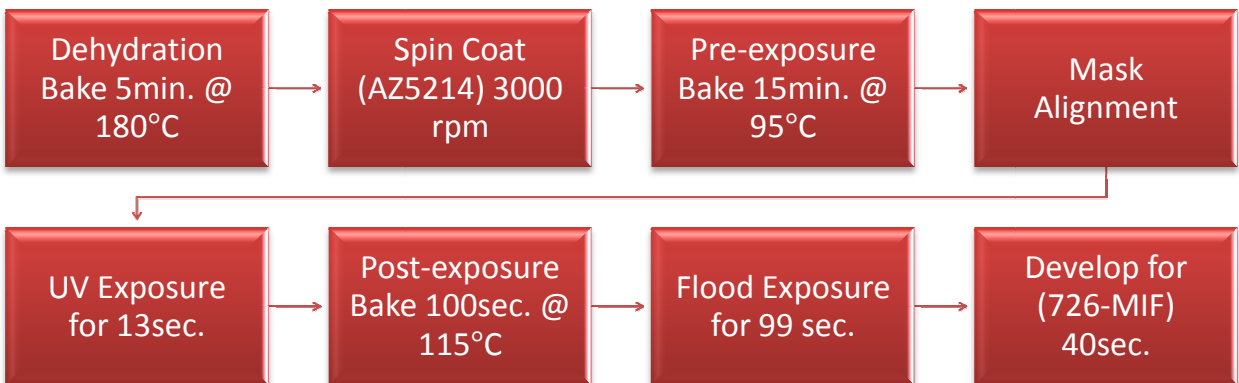 Dehydration
Bake 5min. @
180°C
Spin Coat
(AZ5214) 3000
rpm
Pre-exposure
Bake 15min. @
95°C
Mask
Alignment
UV Exposure
for 13sec.
Post-exposure
Bake 100sec. @
115°C
Flood Exposure
for 99 sec.
Develop for
(726-MIF)
40sec.